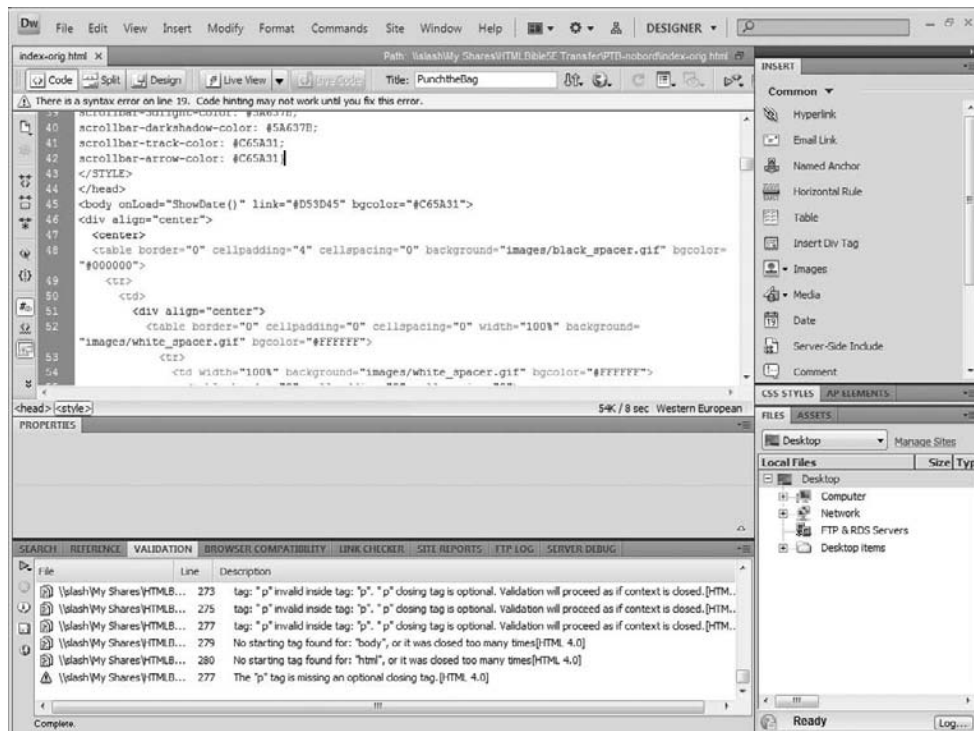 Dw File Edit View Insert Modify Format Commands Site Window Help DESIGNER
index-orig.html × Path: \\slash\My Shares\HTMLBible5E Transfer\PTB-nobord\index-orig.html
Code Split Design Live View Live Code Title: PunchtheBag
There is a syntax error on line 19. Code hinting may not work until you fix this error.
39 scrollbar-3dlight-color: #5A637B;
40 scrollbar-darkshadow-color: #5A637B;
41 scrollbar-track-color: #C65A31;
42 scrollbar-arrow-color: #C65A31}
43 </STYLE>
44 </head>
45 <body onLoad="ShowDate()" link="#D53D45" bgcolor="#C65A31">
46 <div align="center">
47 <center>
48 <table border="0" cellpadding="4" cellspacing="0" background="images/black_spacer.gif" bgcolor=
"#000000">
49 <tr>
50 <td>
51 <div align="center">
52 <table border="0" cellpadding="0" cellspacing="0" width="100%" background=
"images/white_spacer.gif" bgcolor="#FFFFFF">
53 <tr>
54 <td width="100%" background="images/white_spacer.gif" bgcolor="#FFFFFF">
<head> <style> 54K / 8 sec Western European
PROPERTIES
SEARCH REFERENCE VALIDATION BROWSER COMPATIBILITY LINK CHECKER SITE REPORTS FTP LOG SERVER DEBUG
File Line Description
\\slash\My Shares\HTMLB... 273 tag: "p" invalid inside tag: "p". "p" closing tag is optional. Validation will proceed as if context is closed.[HTM..
\\slash\My Shares\HTMLB... 275 tag: "p" invalid inside tag: "p". "p" closing tag is optional. Validation will proceed as if context is closed.[HTM..
\\slash\My Shares\HTMLB... 277 tag: "p" invalid inside tag: "p". "p" closing tag is optional. Validation will proceed as if context is closed.[HTM..
\\slash\My Shares\HTMLB... 279 No starting tag found for: "body", or it was closed too many times[HTML 4.0]
\\slash\My Shares\HTMLB... 280 No starting tag found for: "html", or it was closed too many times[HTML 4.0]
\\slash\My Shares\HTMLB... 277 The "p" tag is missing an optional closing tag.[HTML 4.0]
Complete.
INSERT
Common
Hyperlink
Email Link
Named Anchor
Horizontal Rule
Table
Insert Div Tag
Images
Media
19 Date
Server-Side Include
Comment
CSS STYLES AP ELEMENTS
FILES ASSETS
Desktop Manage Sites
Local Files Size Typ
Desktop
Computer
Network
FTP & RDS Servers
Desktop items
Ready Log...